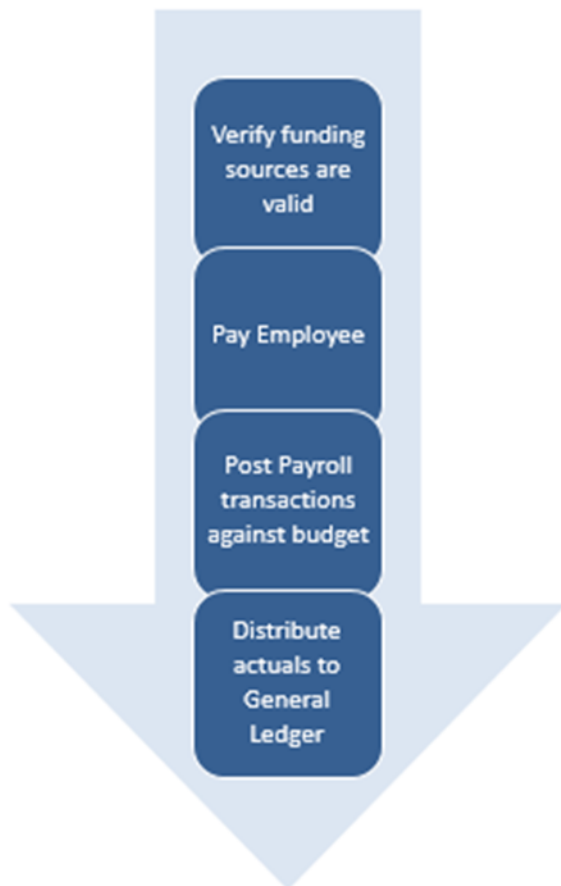 Verify funding
sources are
valid
Pay Employee
Post Payroll
transactions
against budget
Distribute
actuals to
General
Ledger